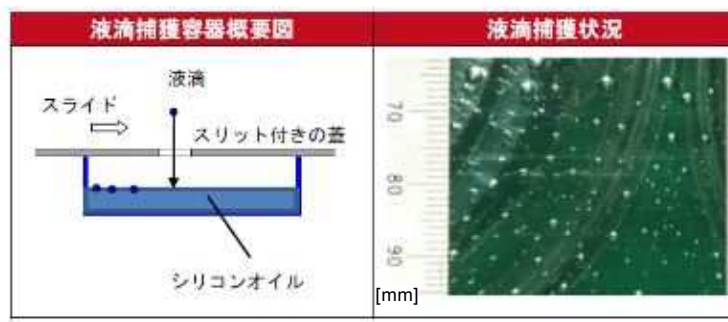 液滴捕獲容器概要図
液滴捕獲状況
液滴
スライド
スリット付きの蓋
シリコンオイル
70
80
90
[mm]